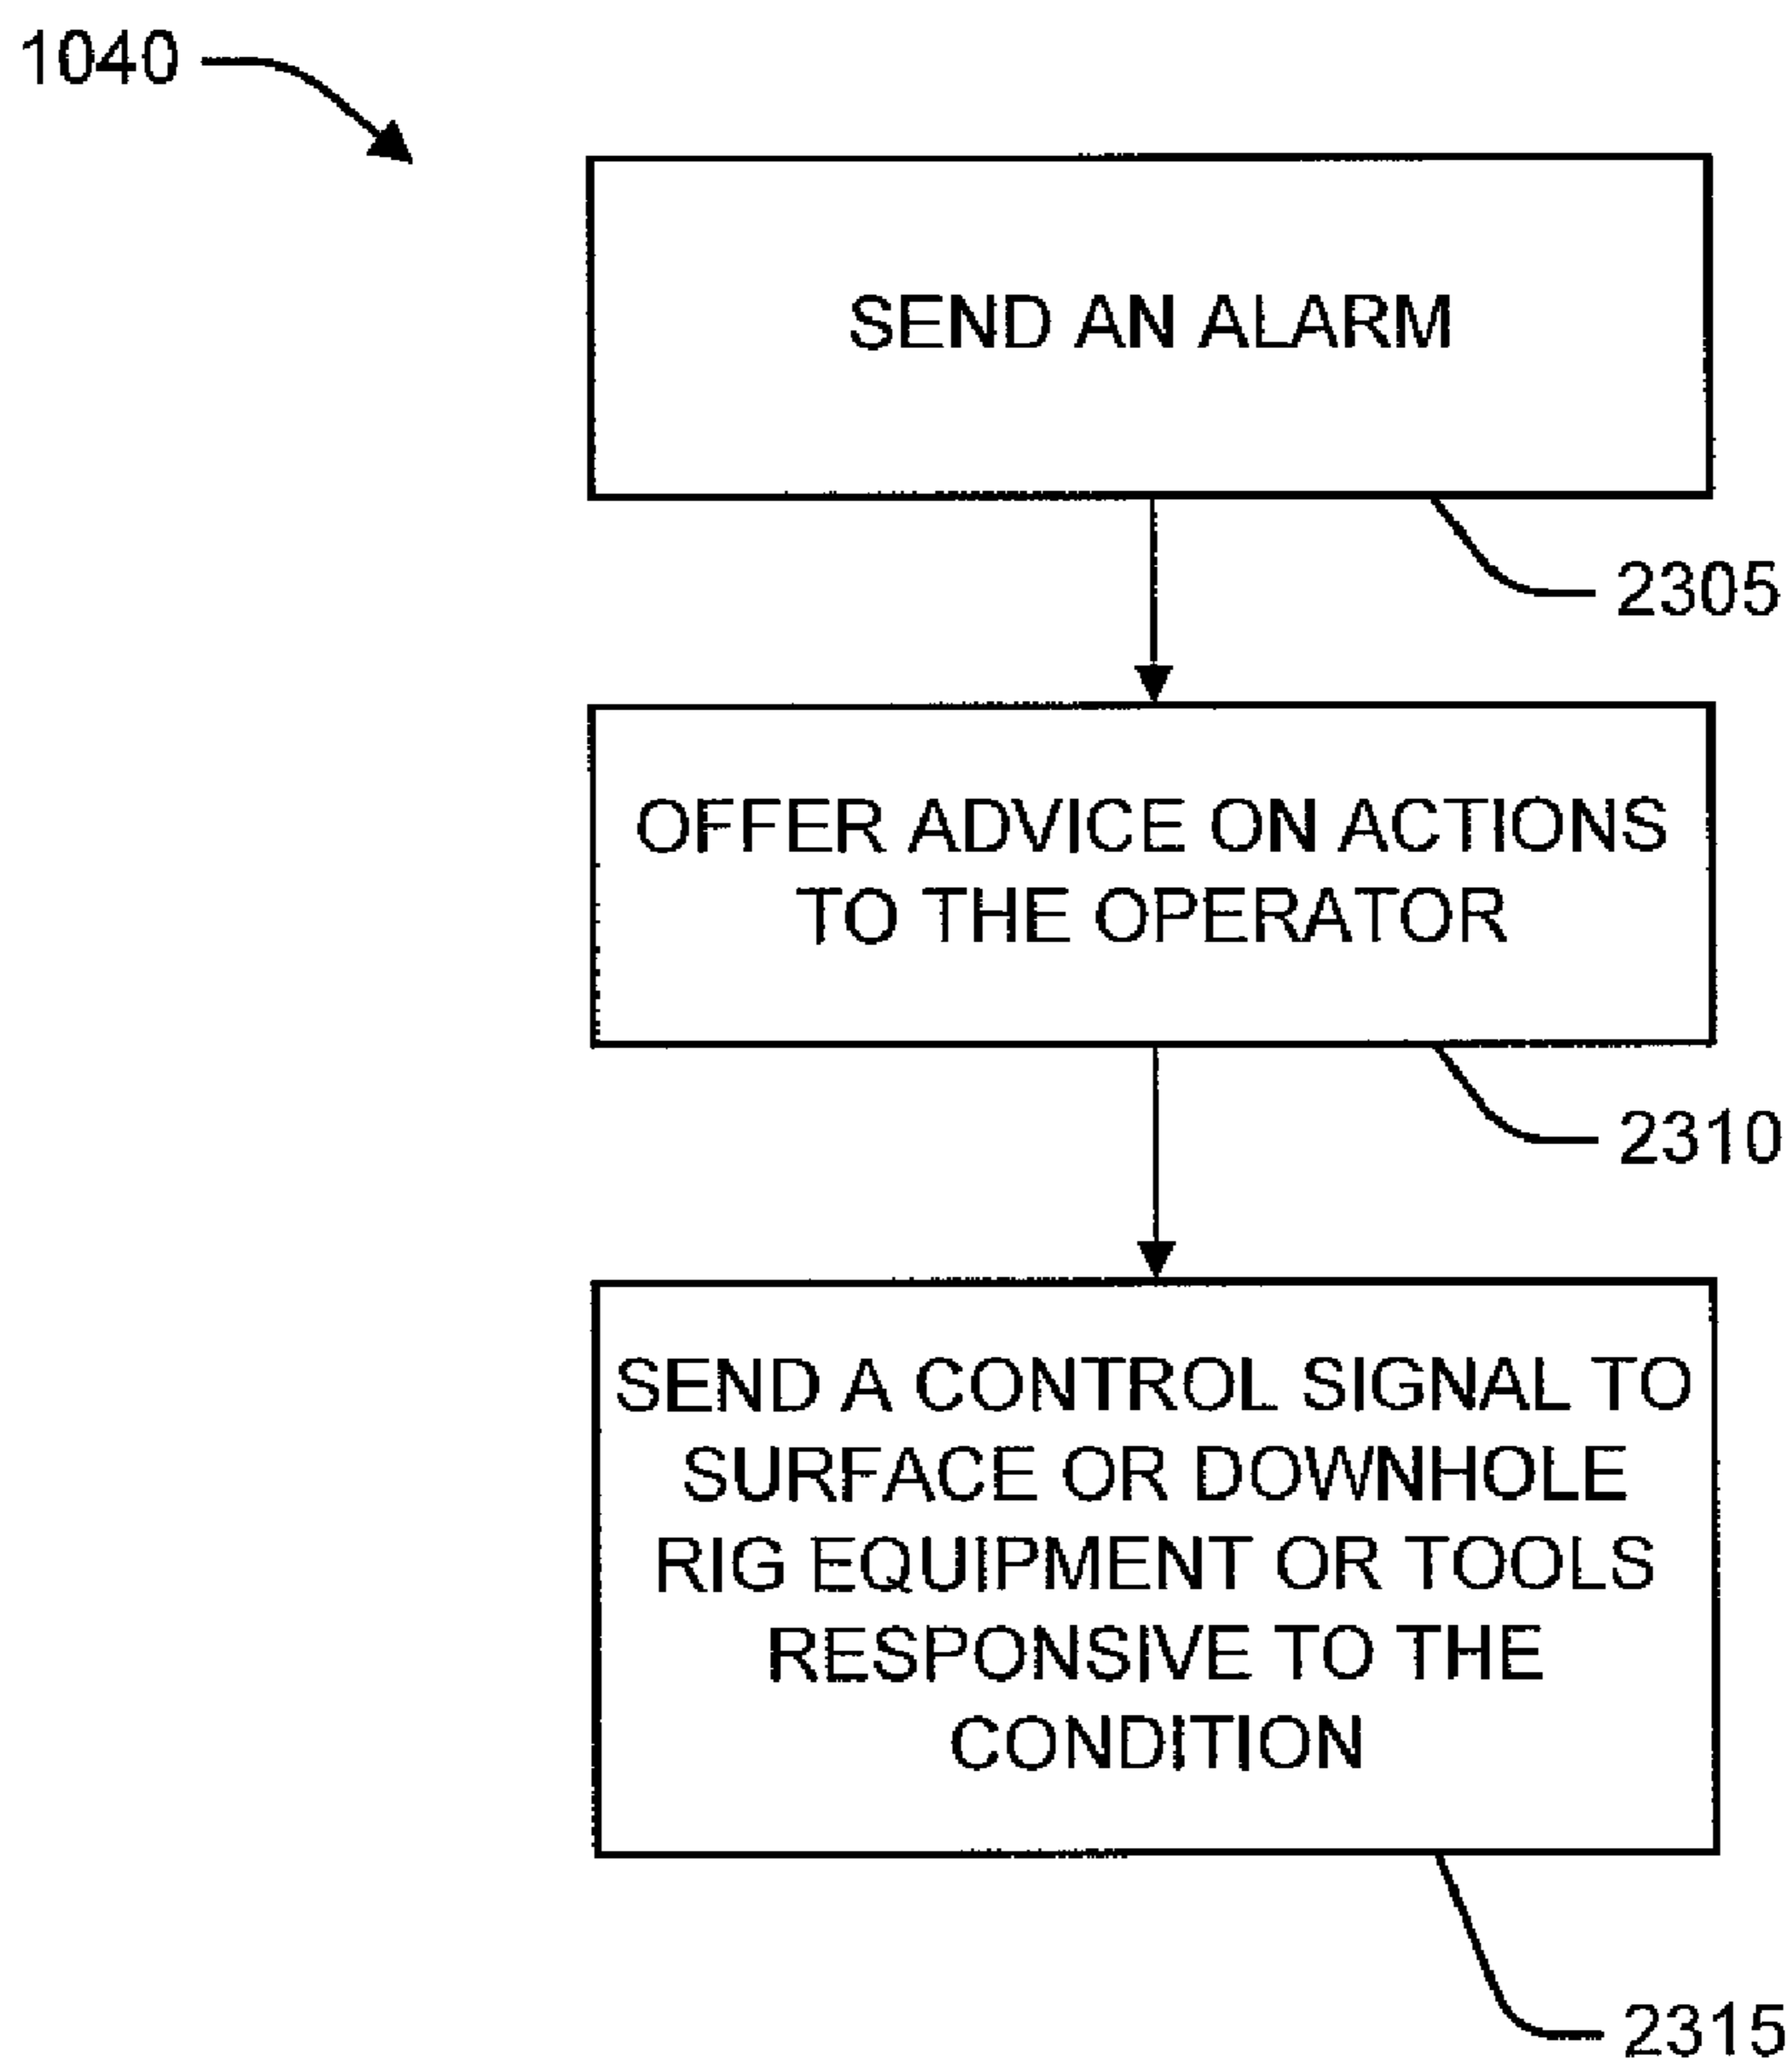 1040
SEND AN ALARM
2305
OFFER ADVICE ON ACTIONS
TO THE OPERATOR
2310
SEND A CONTROL SIGNAL TO
SURFACE OR DOWNHOLE
RIG EQUIPMENT OR TOOLS
RESPONSIVE TO THE
CONDITION
2315